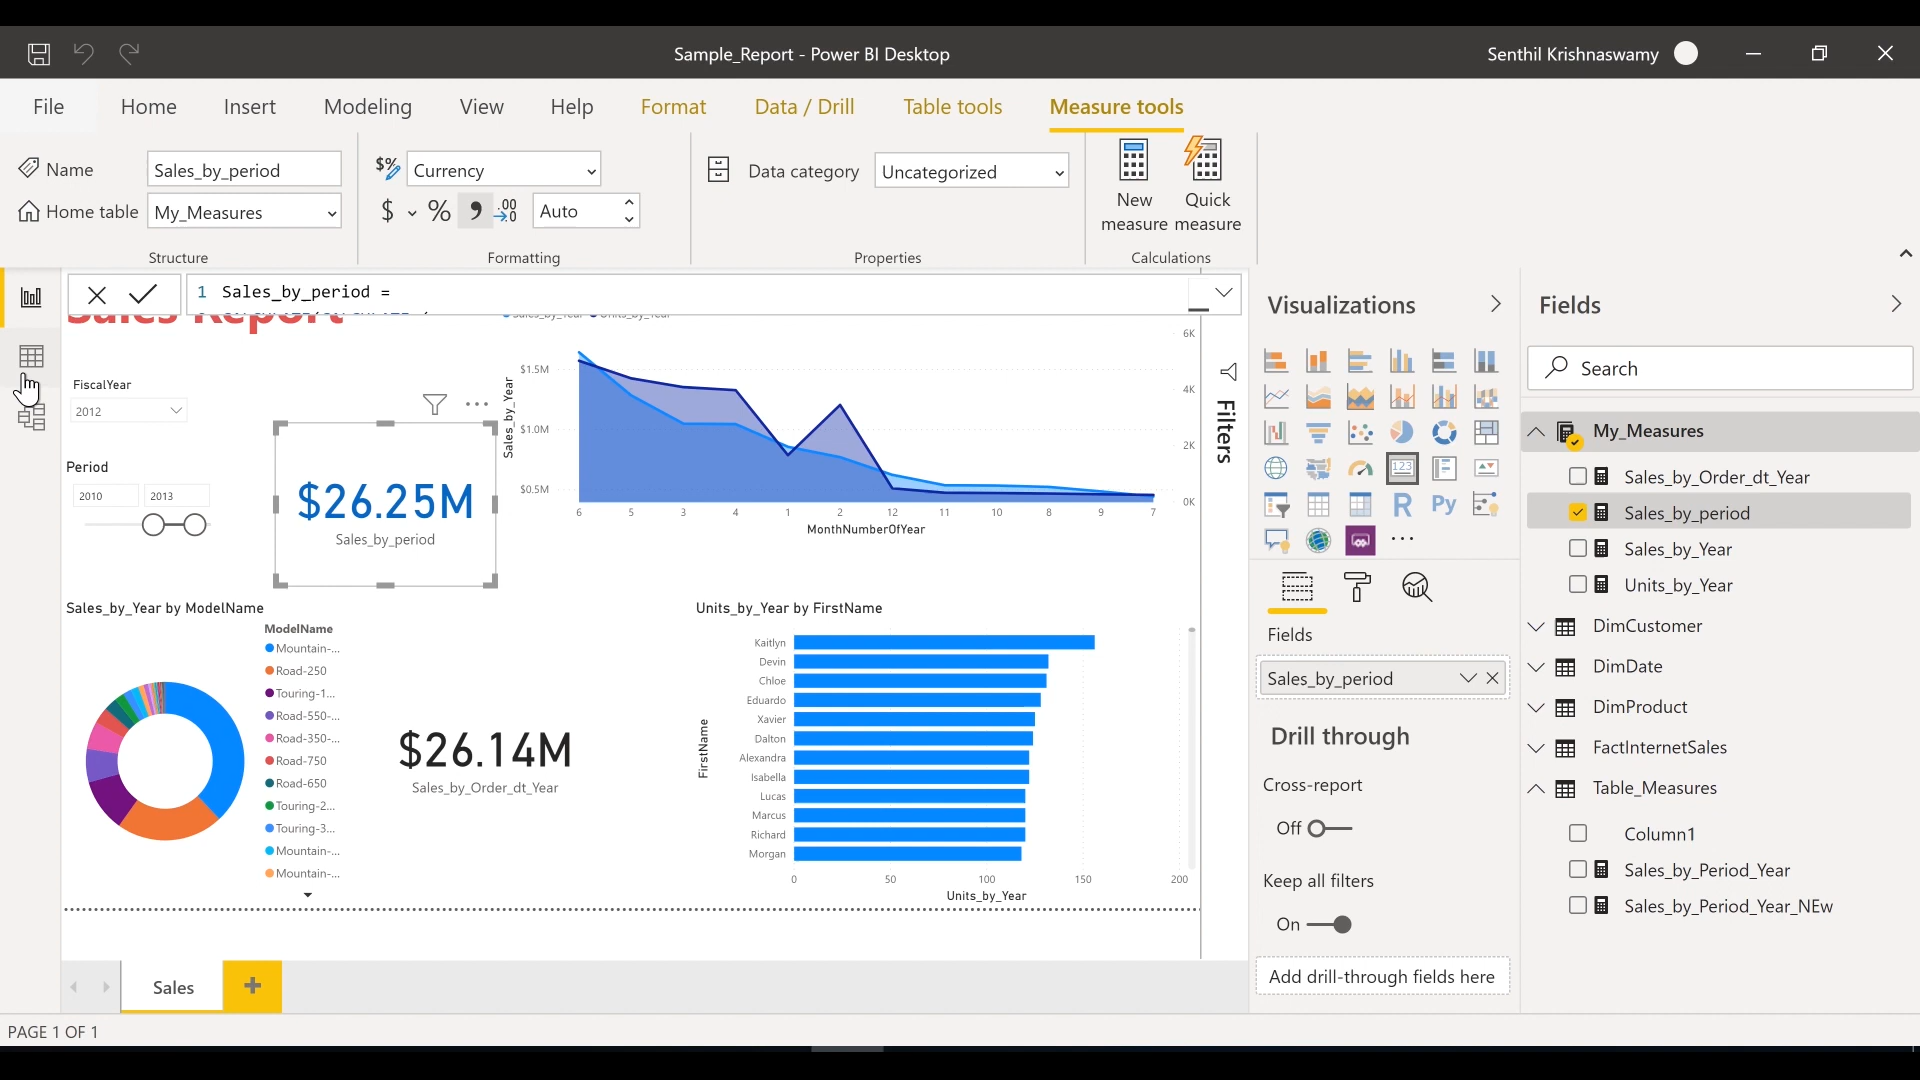 Sample_Report - Power BI Desktop
Senthil Krishnaswamy
File Home Insert Modeling View Help Format Data / Drill Table tools Measure tools
Name Sales_by_period
Home table My_Measures
Structure
$% Currency
$ % , .00 .0 Auto
Formatting
Data category Uncategorized
Properties
New measure
Quick measure
Calculations
1 Sales_by_period =
Sales Report
FiscalYear
2012
Period
2010 2013
$26.25M
Sales_by_period
Sales_by_Year
$1.5M
$1.0M
$0.5M
6K
4K
2K
0K
6 5 3 4 1 2 12 11 10 8 9 7
MonthNumberOfYear
Filters
Sales_by_Year by ModelName
ModelName
Mountain-...
Road-250
Touring-1...
Road-550-...
Road-350-...
Road-750
Road-650
Touring-2...
Touring-3...
Mountain-...
Mountain-...
$26.14M
Sales_by_Order_dt_Year
Units_by_Year by FirstName
FirstName
Kaitlyn
Devin
Chloe
Eduardo
Xavier
Dalton
Alexandra
Isabella
Lucas
Marcus
Richard
Morgan
0 50 100 150 200
Units_by_Year
Sales
+
PAGE 1 OF 1
Visualizations
123
R
Py
Fields
Sales_by_period
Drill through
Cross-report
Off
Keep all filters
On
Add drill-through fields here
Fields
Search
My_Measures
Sales_by_Order_dt_Year
Sales_by_period
Sales_by_Year
Units_by_Year
DimCustomer
DimDate
DimProduct
FactInternetSales
Table_Measures
Column1
Sales_by_Period_Year
Sales_by_Period_Year_NEw